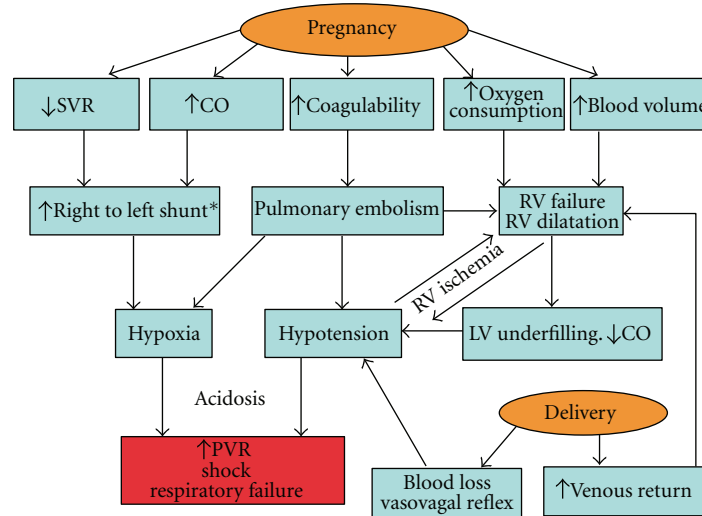 Pregnancy
↓SVR
↑CO
↑Coagulability
↑Oxygen
consumption
↑Blood volume
↑Right to left shunt*
Pulmonary embolism
RV failure
RV dilatation
RV ischemia
Hypoxia
Hypotension
LV underfilling. ↓CO
Acidosis
Delivery
↑PVR
shock
respiratory failure
Blood loss
vasovagal reflex
↑Venous return